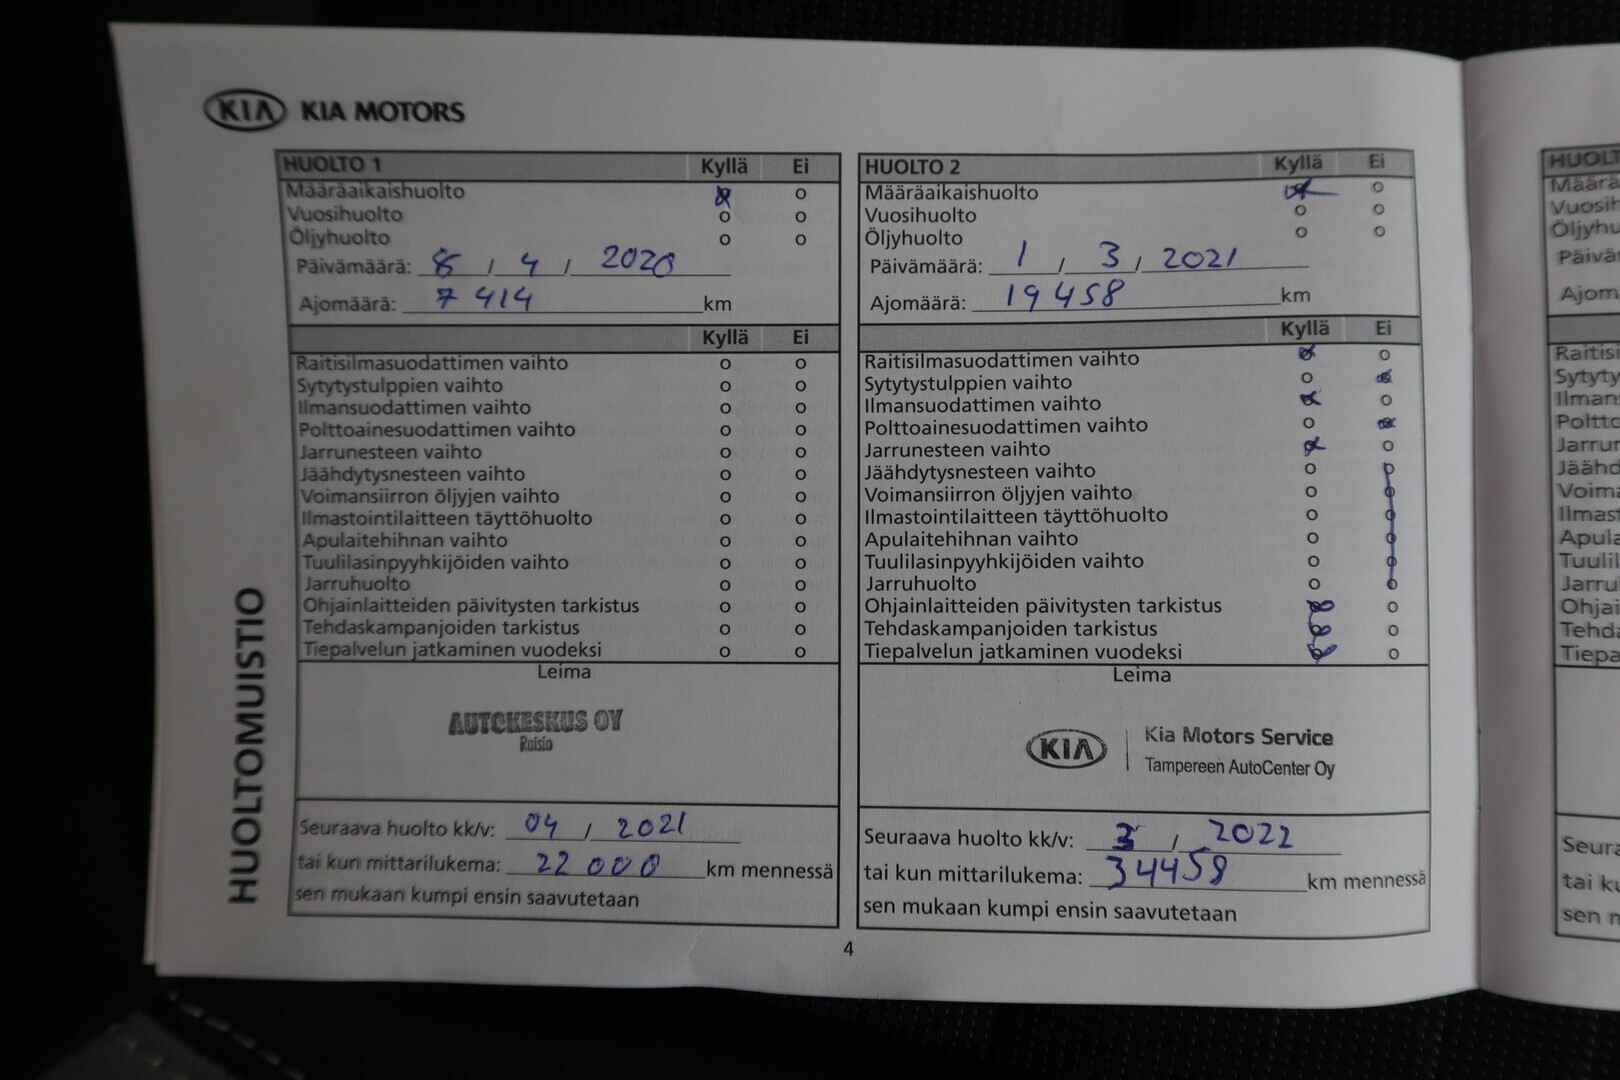 KIA KIA MOTORS
HUOLTOMUISTIO
HUOLTO 1 Kyllä Ei
Määräaikaishuolto
Vuosihuolto
Öljyhuolto
Päivämäärä: 8 / 4 / 2020
Ajomäärä: 7 414 km
Kyllä Ei
Raitisilmasuodattimen vaihto
Sytytystulppien vaihto
Ilmansuodattimen vaihto
Polttoainesuodattimen vaihto
Jarrunesteen vaihto
Jäähdytysnesteen vaihto
Voimansiirron öljyjen vaihto
Ilmastointilaitteen täyttöhuolto
Apulaitehihnan vaihto
Tuulilasinpyyhkijöiden vaihto
Jarruhuolto
Ohjainlaitteiden päivitysten tarkistus
Tehdaskampanjoiden tarkistus
Tiepalvelun jatkaminen vuodeksi
Leima
AUTOKESKUS OY
Raisio
Seuraava huolto kk/v: 04 / 2021
tai kun mittarilukema: 22 000 km mennessä
sen mukaan kumpi ensin saavutetaan
HUOLTO 2 Kyllä Ei
Määräaikaishuolto
Vuosihuolto
Öljyhuolto
Päivämäärä: 1 / 3 / 2021
Ajomäärä: 19 458 km
Kyllä Ei
Raitisilmasuodattimen vaihto
Sytytystulppien vaihto
Ilmansuodattimen vaihto
Polttoainesuodattimen vaihto
Jarrunesteen vaihto
Jäähdytysnesteen vaihto
Voimansiirron öljyjen vaihto
Ilmastointilaitteen täyttöhuolto
Apulaitehihnan vaihto
Tuulilasinpyyhkijöiden vaihto
Jarruhuolto
Ohjainlaitteiden päivitysten tarkistus
Tehdaskampanjoiden tarkistus
Tiepalvelun jatkaminen vuodeksi
Leima
KIA Kia Motors Service
Tampereen AutoCenter Oy
Seuraava huolto kk/v: 3 / 2022
tai kun mittarilukema: 34458 km mennessä
sen mukaan kumpi ensin saavutetaan
4